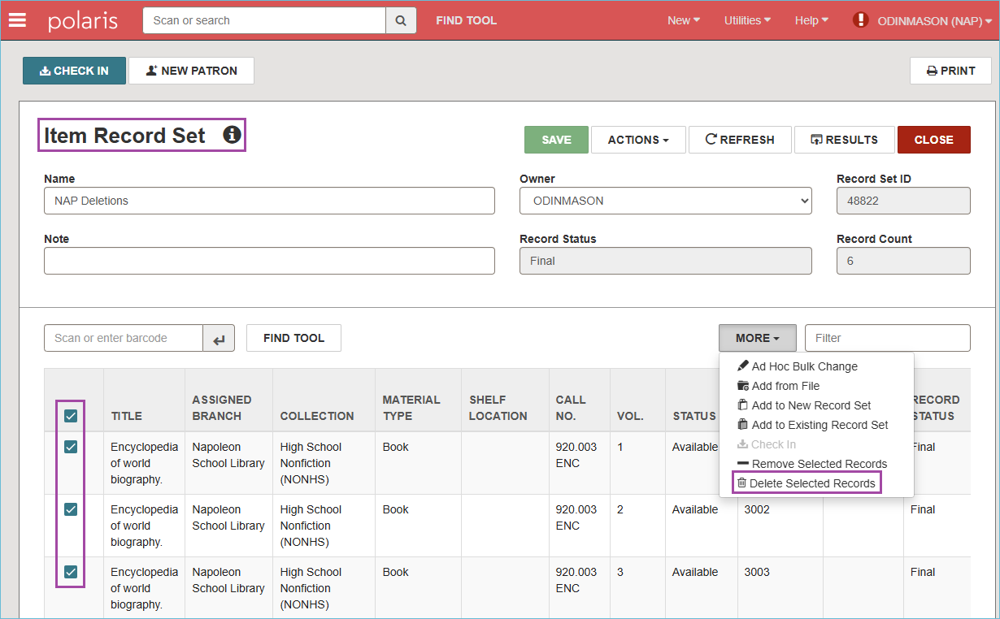 polaris
Scan or search
FIND TOOL
New
Utilities
Help
ODINMASON (NAP)
CHECK IN
NEW PATRON
PRINT
Item Record Set
SAVE
ACTIONS
REFRESH
RESULTS
CLOSE
Name
Owner
Record Set ID
NAP Deletions
ODINMASON
48822
Note
Record Status
Record Count
Final
6
Scan or enter barcode
FIND TOOL
MORE
Filter
Ad Hoc Bulk Change
Add from File
Add to New Record Set
Add to Existing Record Set
Check In
Remove Selected Records
Delete Selected Records
TITLE
ASSIGNED
BRANCH
COLLECTION
MATERIAL
TYPE
SHELF
LOCATION
CALL
NO.
VOL.
STATUS
RECORD
STATUS
Encyclopedia
of world
biography.
Napoleon
School Library
High School
Nonfiction
(NONHS)
Book
920.003
ENC
1
Available
Final
Encyclopedia
of world
biography.
Napoleon
School Library
High School
Nonfiction
(NONHS)
Book
920.003
ENC
2
Available
3002
Final
Encyclopedia
of world
biography.
Napoleon
School Library
High School
Nonfiction
(NONHS)
Book
920.003
ENC
3
Available
3003
Final